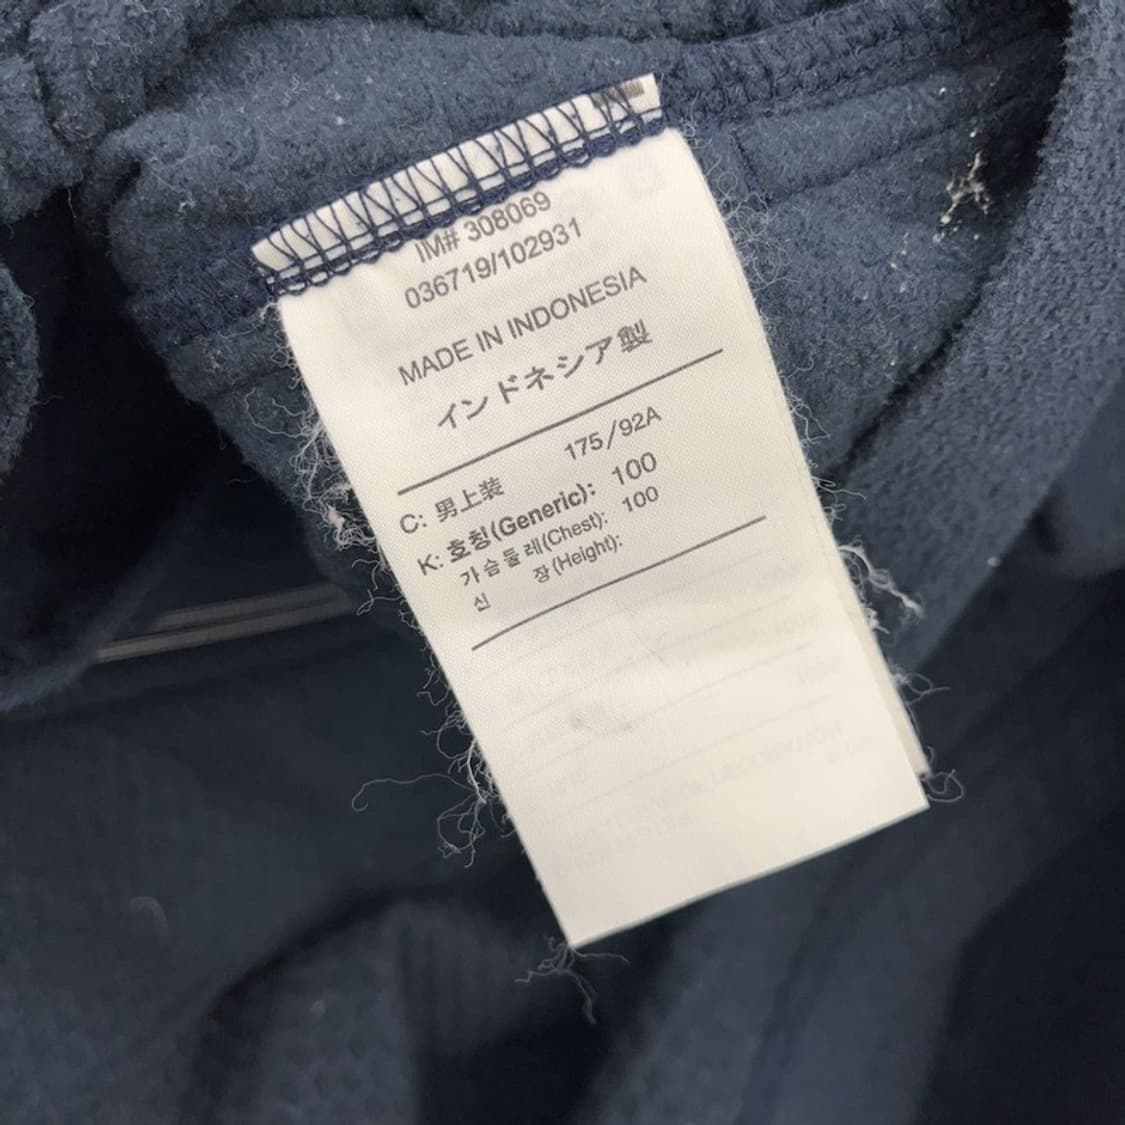 IM# 308069
036719/102931
MADE IN INDONESIA
インドネシア製
C: 男上装 175/92A
K: 호칭(Generic): 100
가슴둘레(Chest): 100
신 장(Height):